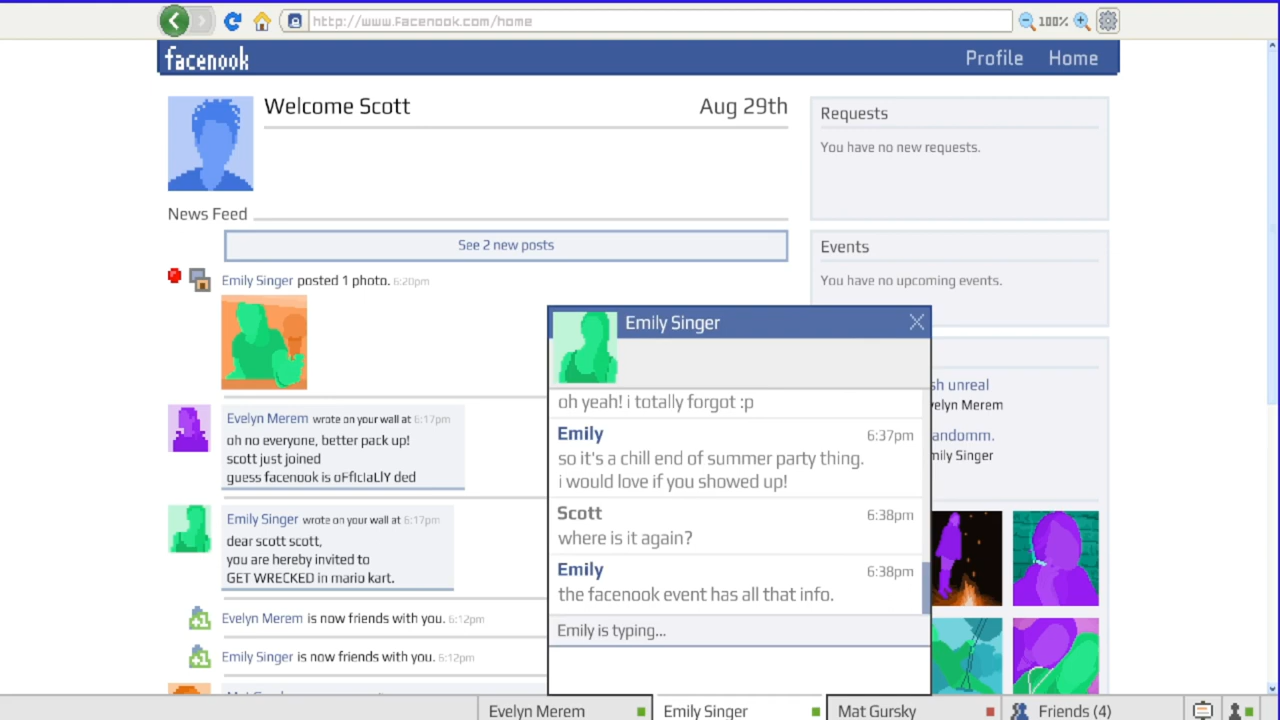 http://www.Facenook.com/home
100%
facenook
Profile
Home
Welcome Scott
Aug 29th
News Feed
See 2 new posts
Emily Singer posted 1 photo. 6:20pm
Evelyn Merem wrote on your wall at 6:17pm
oh no everyone, better pack up!
scott just joined
guess facenook is oFfIcIaLlY ded
Emily Singer wrote on your wall at 6:17pm
dear scott scott,
you are hereby invited to
GET WRECKED in mario kart.
+1
Evelyn Merem is now friends with you. 6:12pm
+1
Emily Singer is now friends with you. 6:12pm
Requests
You have no new requests.
Events
You have no upcoming events.
sh unreal
velyn Merem
andomm.
mily Singer
Emily Singer
oh yeah! i totally forgot :p
Emily 6:37pm
so it's a chill end of summer party thing.
i would love if you showed up!
Scott 6:38pm
where is it again?
Emily 6:38pm
the facenook event has all that info.
Emily is typing...
Evelyn Merem
Emily Singer
Mat Gursky
Friends (4)